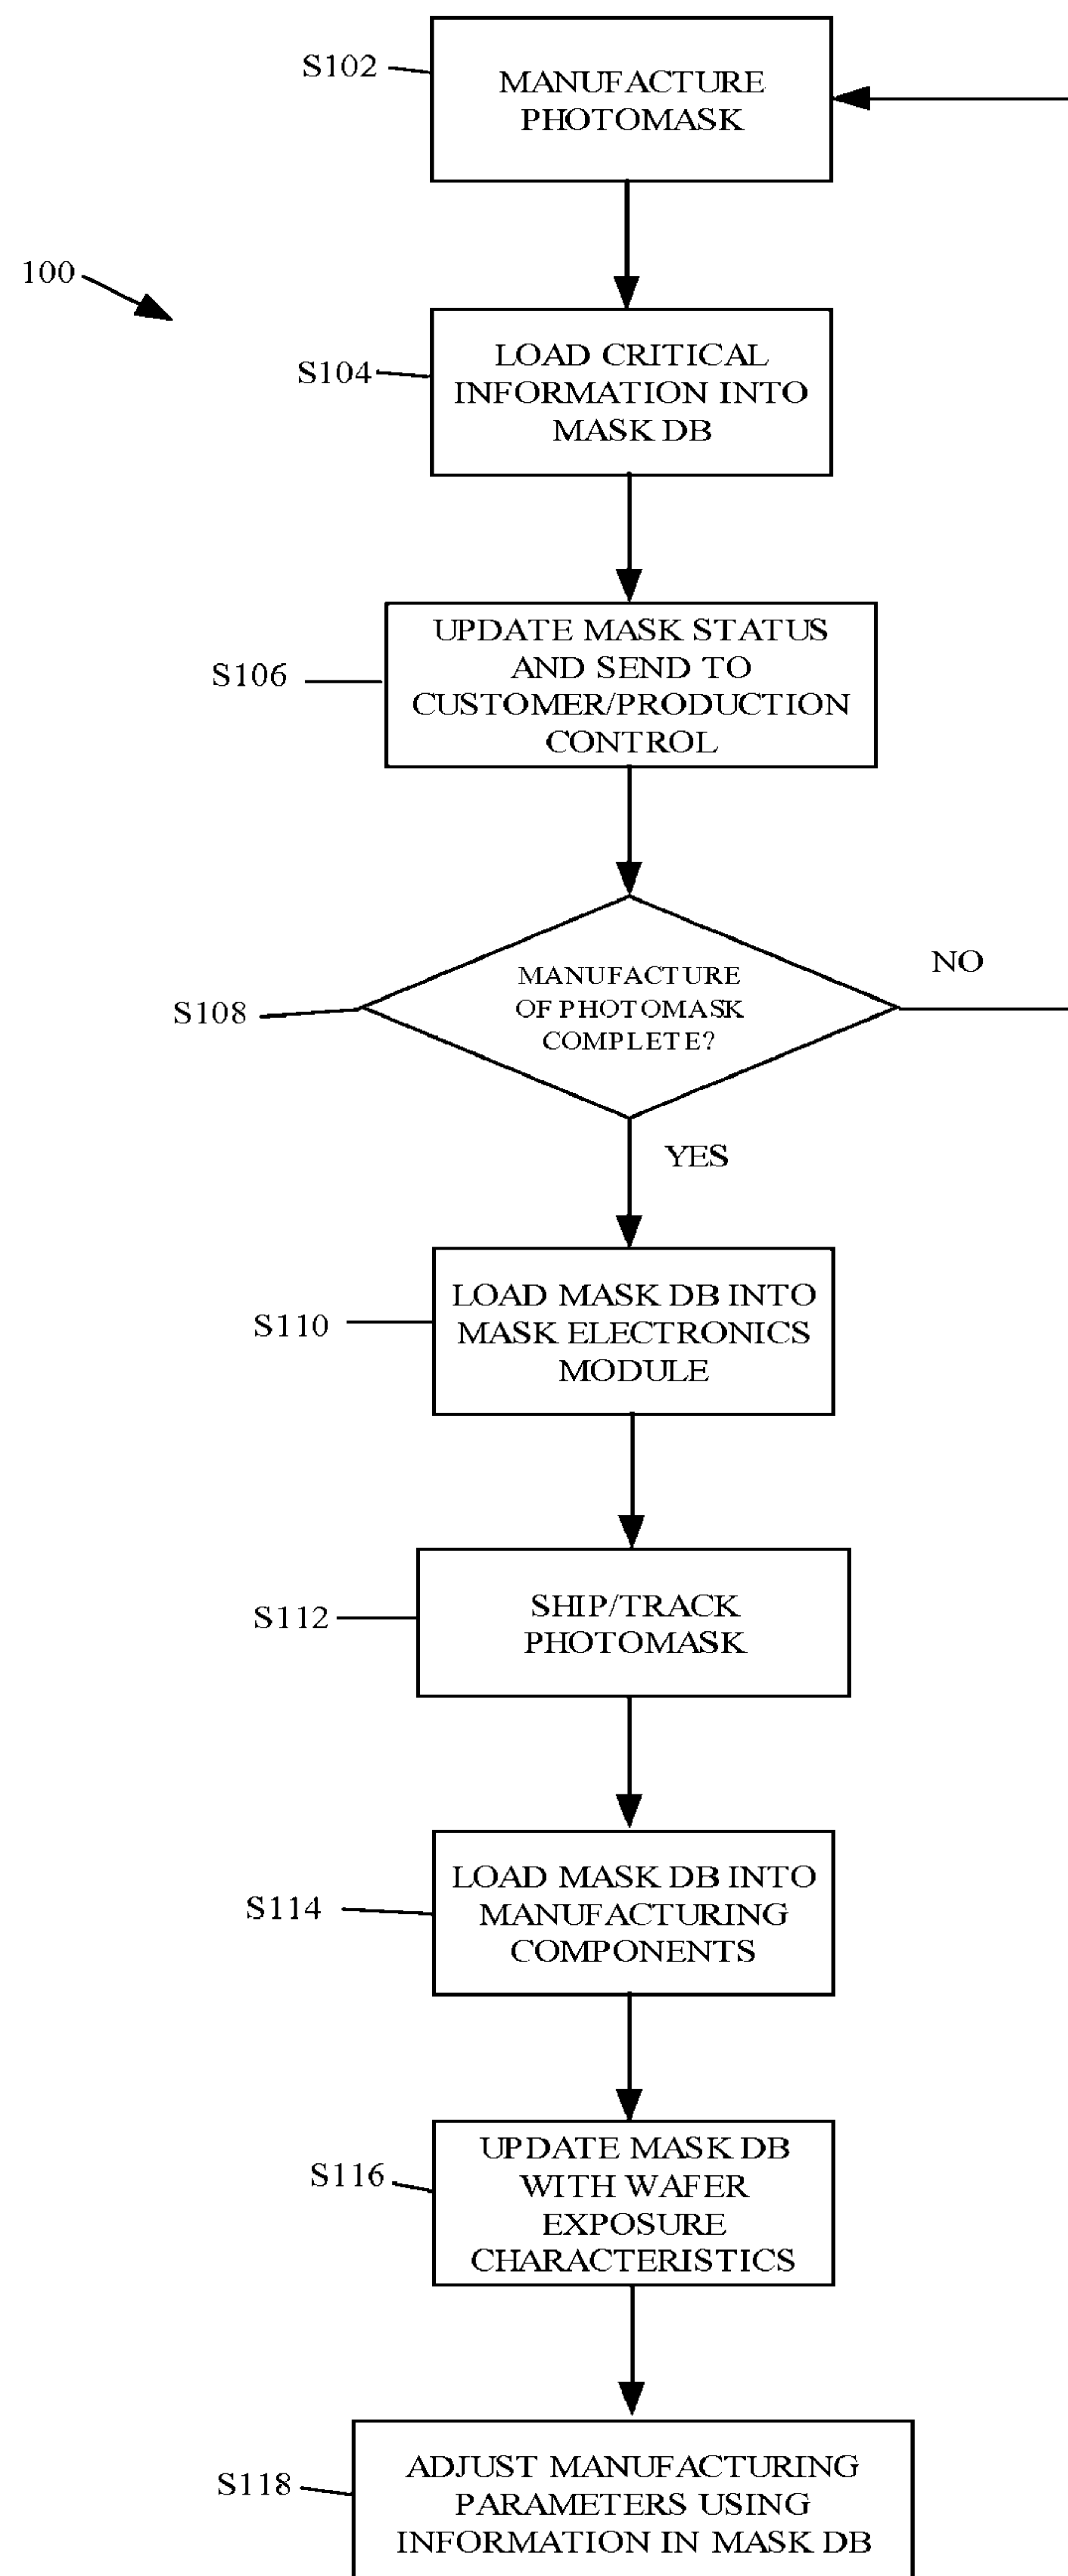 S102
MANUFACTURE
PHOTOMASK
100
S104
LOAD CRITICAL
INFORMATION INTO
MASK DB
S106
UPDATE MASK STATUS
AND SEND TO
CUSTOMER/PRODUCTION
CONTROL
S108
MANUFACTURE
OF PHOTOMASK
COMPLETE?
NO
YES
S110
LOAD MASK DB INTO
MASK ELECTRONICS
MODULE
S112
SHIP/TRACK
PHOTOMASK
S114
LOAD MASK DB INTO
MANUFACTURING
COMPONENTS
S116
UPDATE MASK DB
WITH WAFER
EXPOSURE
CHARACTERISTICS
S118
ADJUST MANUFACTURING
PARAMETERS USING
INFORMATION IN MASK DB